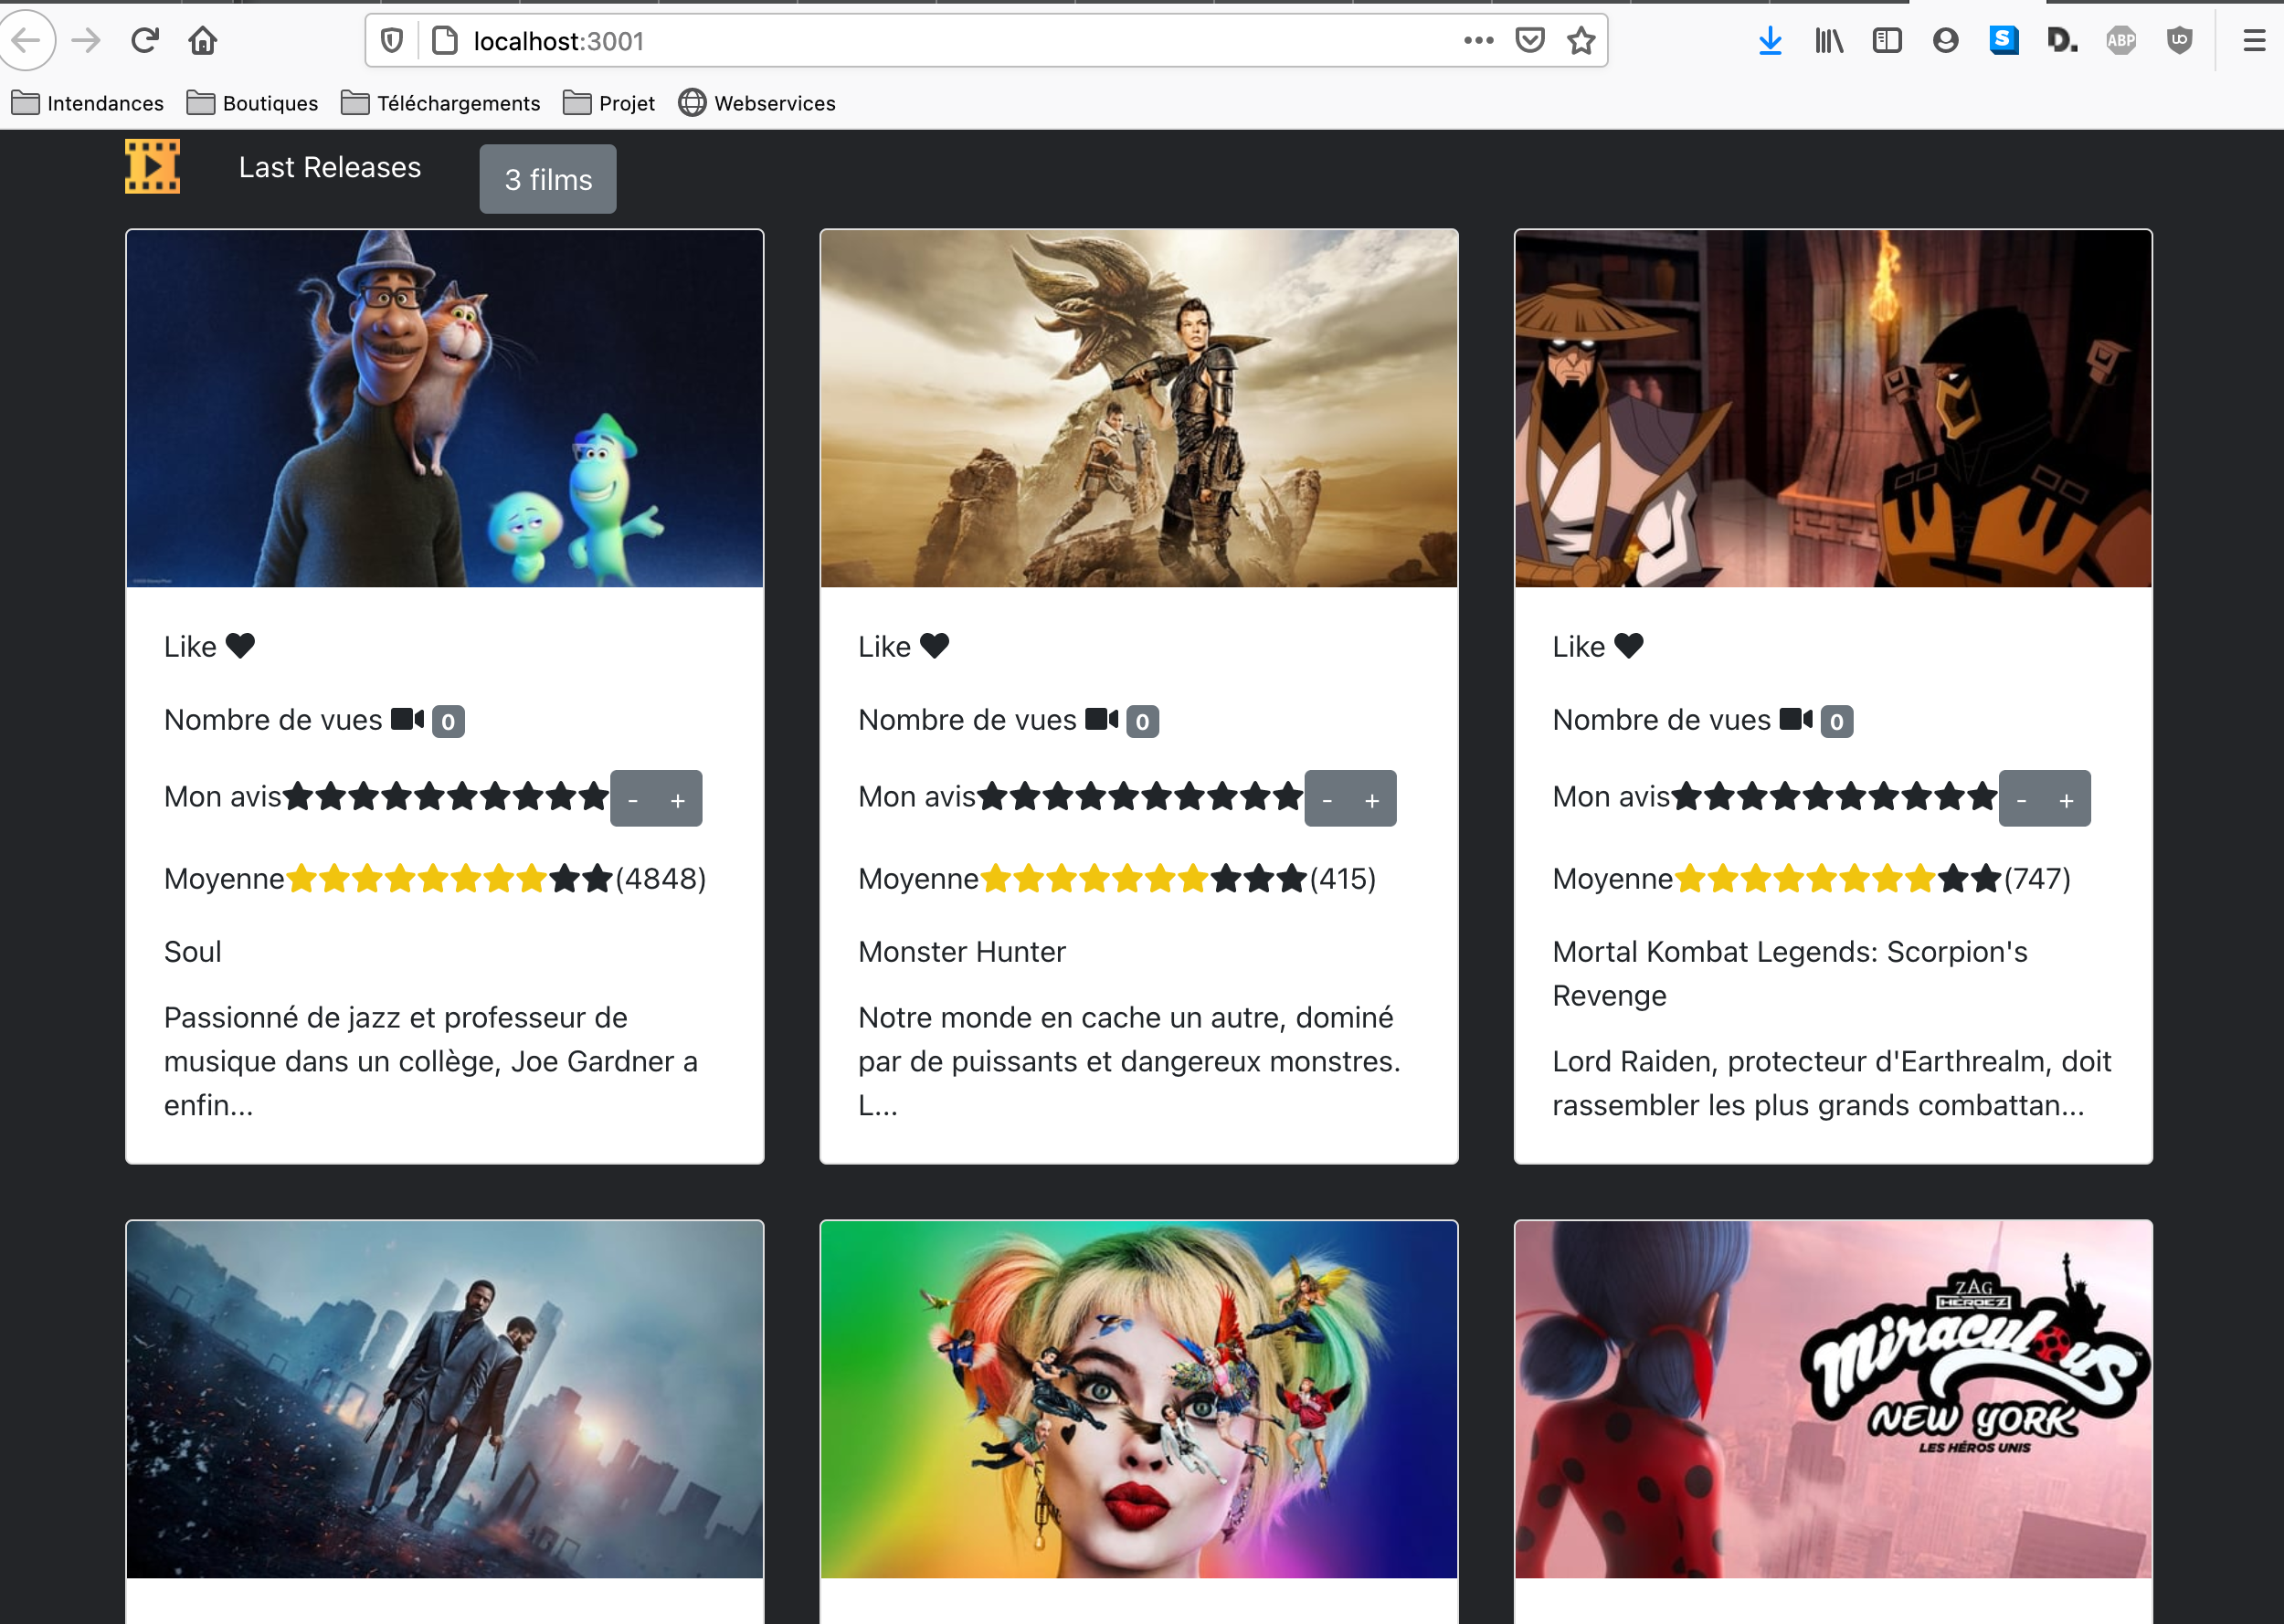 localhost:3001
ABP
Intendances Boutiques Téléchargements Projet Webservices
Last Releases 3 films
Like
Nombre de vues 0
Mon avis - +
Moyenne (4848)
Soul
Passionné de jazz et professeur de
musique dans un collège, Joe Gardner a
enfin...
Like
Nombre de vues 0
Mon avis - +
Moyenne (415)
Monster Hunter
Notre monde en cache un autre, dominé
par de puissants et dangereux monstres.
L...
Like
Nombre de vues 0
Mon avis - +
Moyenne (747)
Mortal Kombat Legends: Scorpion's
Revenge
Lord Raiden, protecteur d'Earthrealm, doit
rassembler les plus grands combattan...
ZAG
HEROEZ
Miraculous
NEW YORK
LES HÉROS UNIS